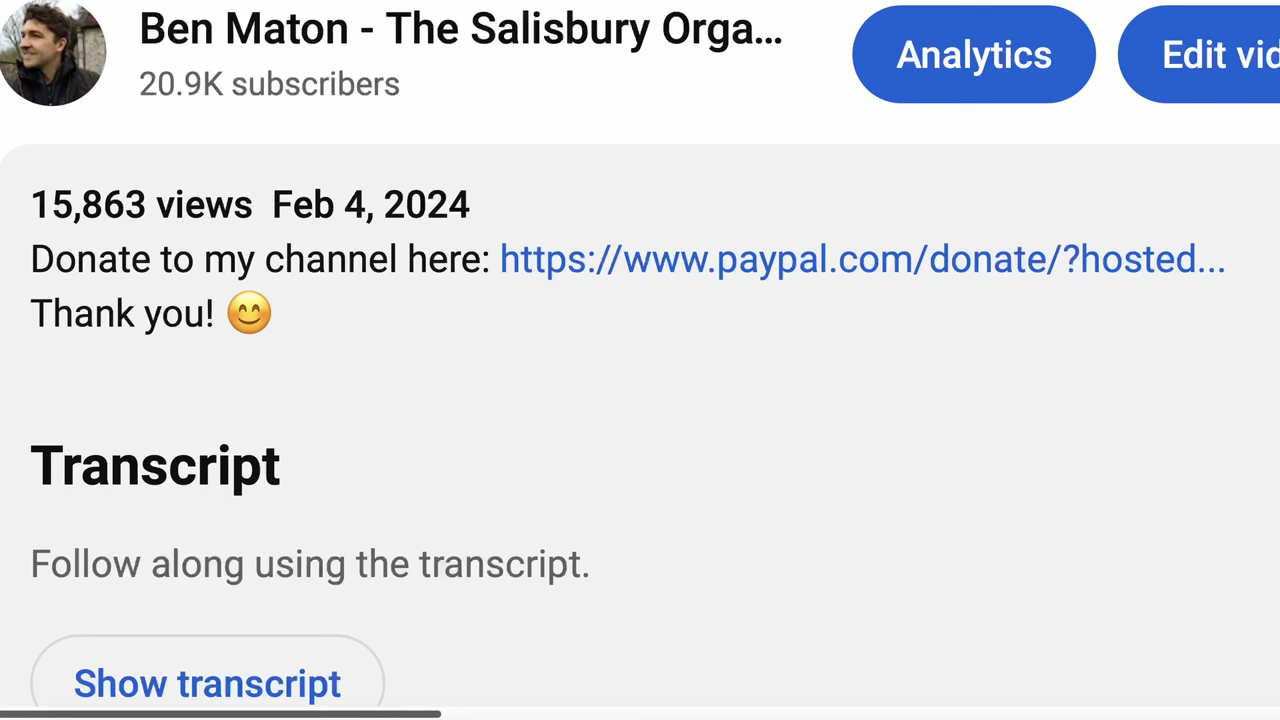 Ben Maton - The Salisbury Orga...
20.9K subscribers
Analytics
Edit vid
15,863 views Feb 4, 2024
Donate to my channel here: https://www.paypal.com/donate/?hosted...
Thank you! 😊
Transcript
Follow along using the transcript.
Show transcript